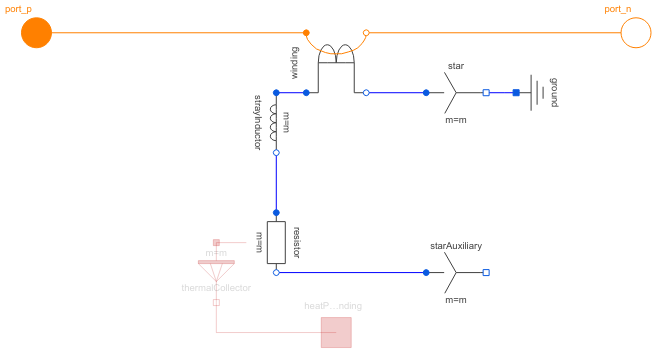 port_p
port_n
winding
star
ground
strayInductor
m=m
m=m
resistor
m=m
starAuxiliary
m=m
m=m
thermalCollector
heatP...nding